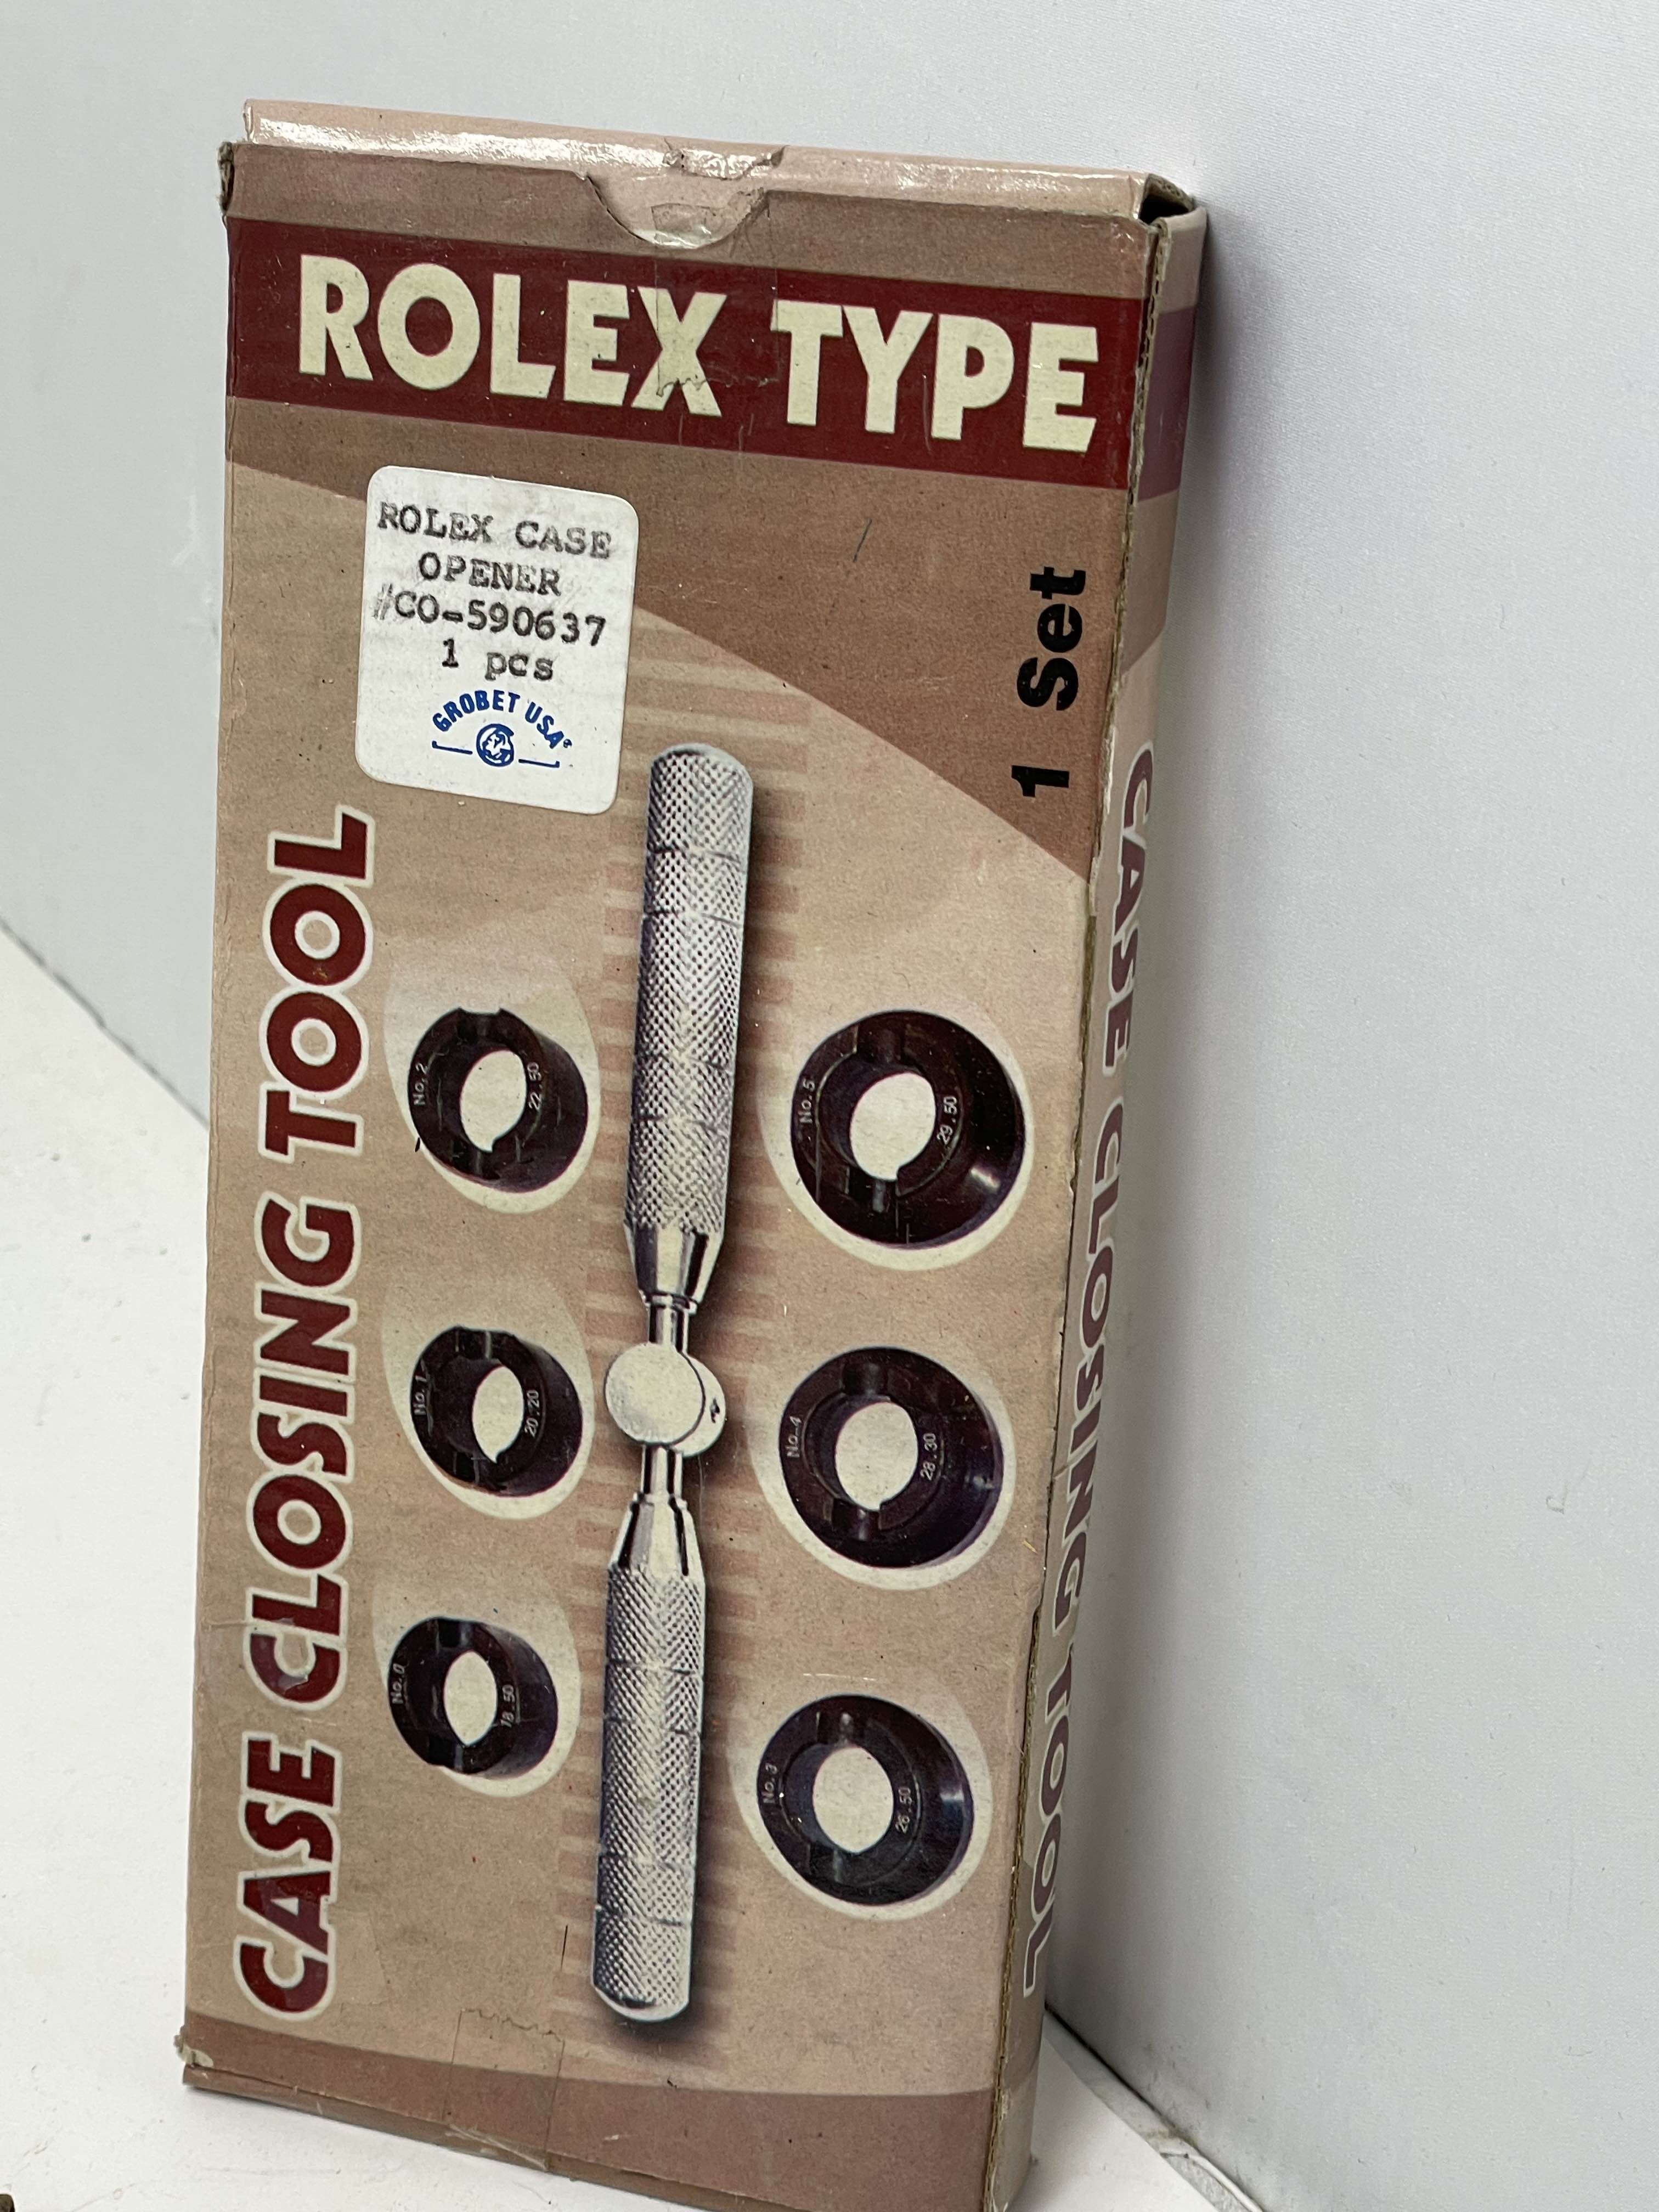 ROLEX TYPE
ROLEX CASE
OPENER
#CO-590637
1 pcs
GROBET USA®
1 Set
CASE CLOSING TOOL
No.2
22.50
No.5
29.50
No.1
20.20
No.4
28.30
No.0
18.50
No.3
26.50
CASE CLOSING TOOL